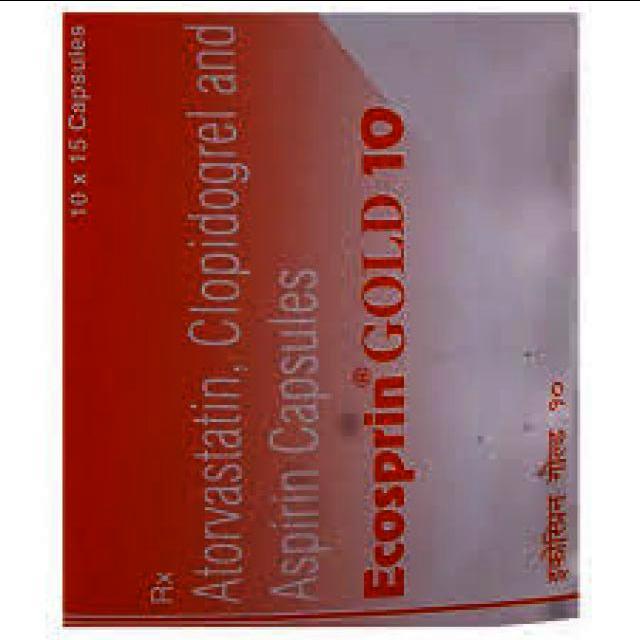 10 x 15 Capsules
Rx
Atorvastatin, Clopidogrel and
Aspirin Capsules
Ecosprin® GOLD 10
इकोस्प्रिन गोल्ड १०